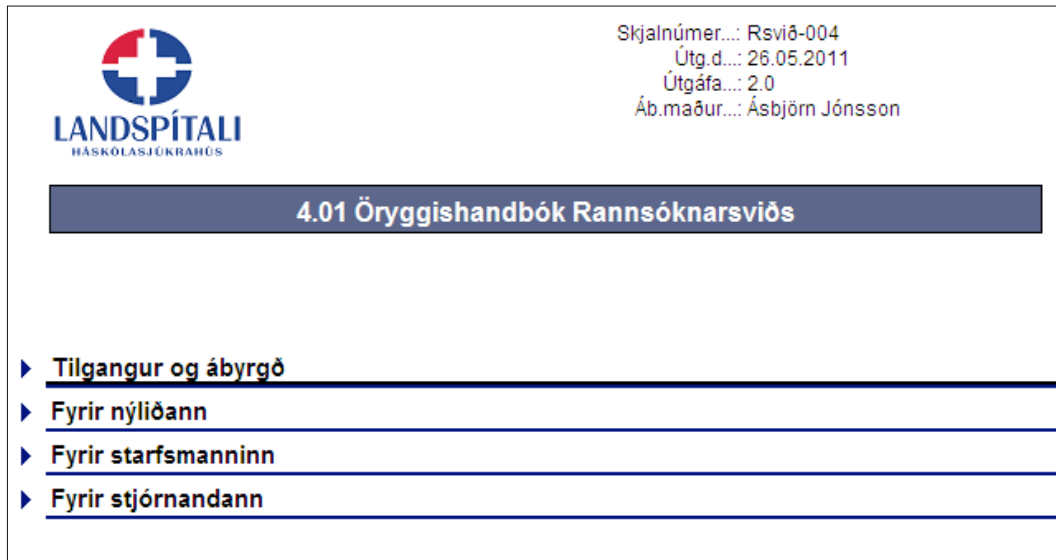 LANDSPÍTALI
HÁSKÓLASJÚKRAHÚS
Skjalnúmer...: Rsvið-004
Útg.d...: 26.05.2011
Útgáfa...: 2.0
Áb.maður...: Ásbjörn Jónsson
4.01 Öryggishandbók Rannsóknarsviðs
Tilgangur og ábyrgð
Fyrir nýliðann
Fyrir starfsmanninn
Fyrir stjórnandann